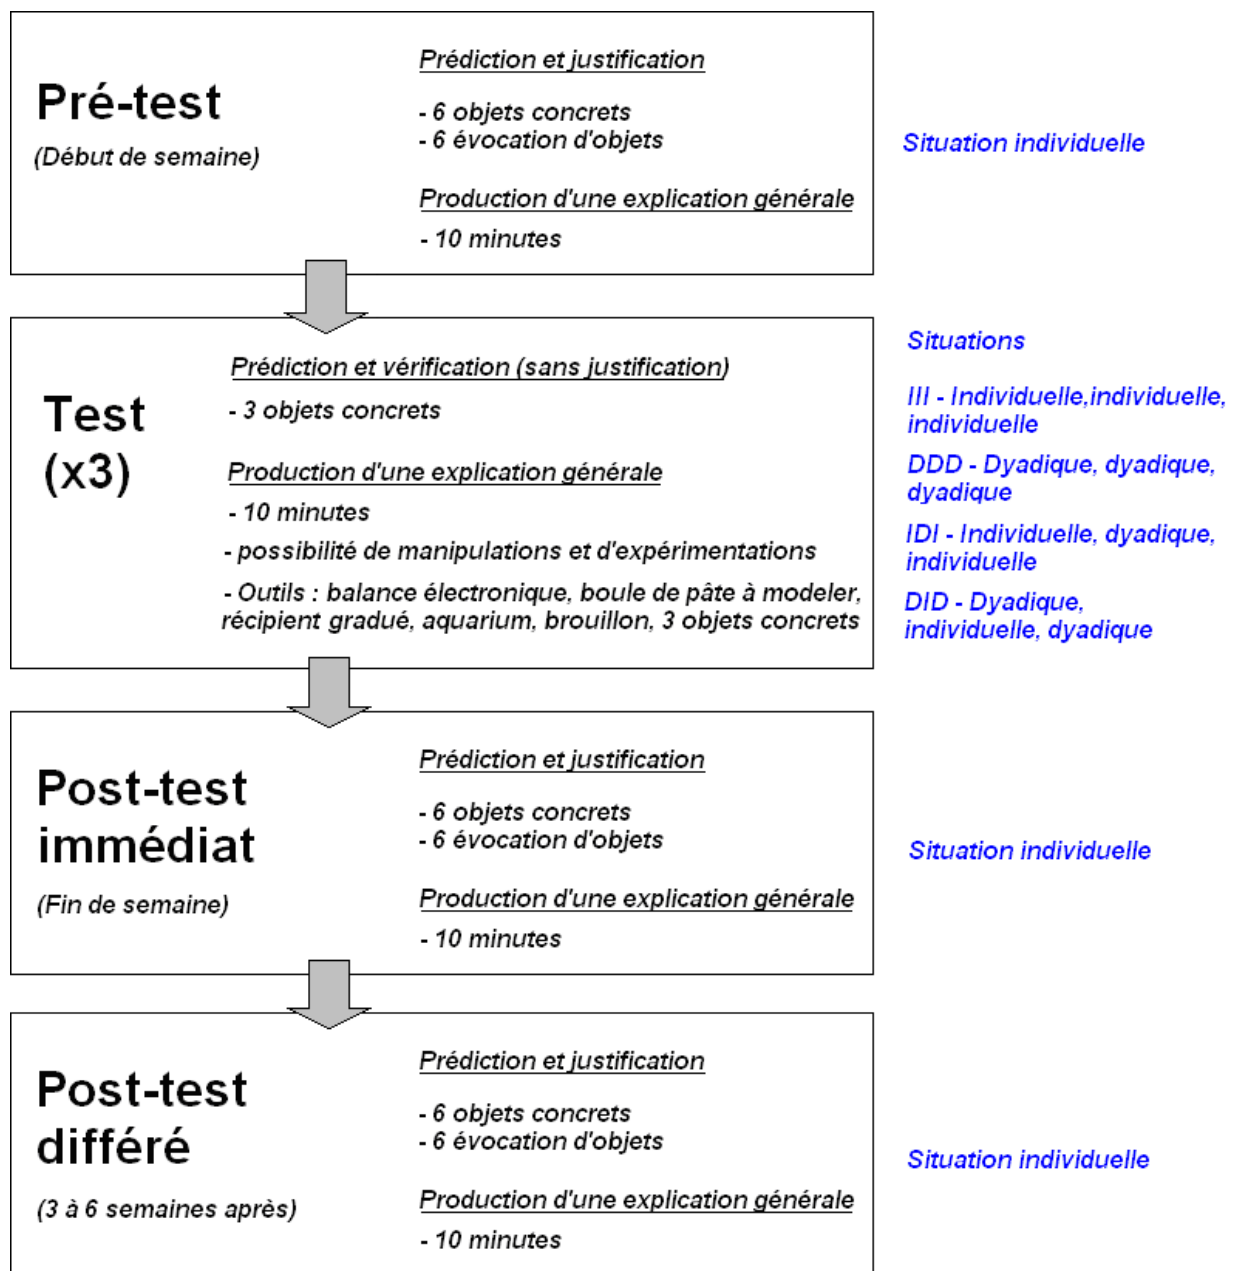 Pré-test
(Début de semaine)
Prédiction et justification
- 6 objets concrets
- 6 évocation d'objets
Production d'une explication générale
- 10 minutes
Situation individuelle
Test
(x3)
Prédiction et vérification (sans justification)
- 3 objets concrets
Production d'une explication générale
- 10 minutes
- possibilité de manipulations et d'expérimentations
- Outils : balance électronique, boule de pâte à modeler,
récipient gradué, aquarium, brouillon, 3 objets concrets
Situations
III - Individuelle,individuelle,
individuelle
DDD - Dyadique, dyadique,
dyadique
IDI - Individuelle, dyadique,
individuelle
DID - Dyadique,
individuelle, dyadique
Post-test
immédiat
(Fin de semaine)
Prédiction et justification
- 6 objets concrets
- 6 évocation d'objets
Production d'une explication générale
- 10 minutes
Situation individuelle
Post-test
différé
(3 à 6 semaines après)
Prédiction et justification
- 6 objets concrets
- 6 évocation d'objets
Production d'une explication générale
- 10 minutes
Situation individuelle